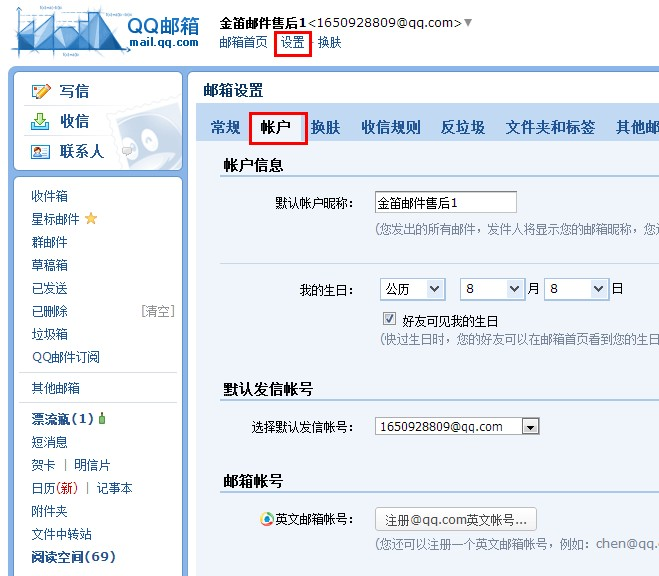 QQ邮箱
mail.qq.com
金笛邮件售后1<1650928809@qq.com>
邮箱首页 设置 - 换肤
写信
收信
联系人
收件箱
星标邮件
群邮件
草稿箱
已发送
已删除 [清空]
垃圾箱
QQ邮件订阅
其他邮箱
漂流瓶(1)
短消息
贺卡 | 明信片
日历(新) | 记事本
附件夹
文件中转站
阅读空间(69)
邮箱设置
常规 帐户 换肤 收信规则 反垃圾 文件夹和标签 其他邮
帐户信息
默认帐户昵称: 金笛邮件售后1
(您发出的所有邮件，发件人将显示您的邮箱昵称，您
我的生日: 公历 8 月 8 日
好友可见我的生日
(快过生日时，您的好友可以在邮箱首页看到您的生日
默认发信帐号
选择默认发信帐号: 1650928809@qq.com
邮箱帐号
英文邮箱帐号: 注册@qq.com英文帐号...
(您还可以注册一个英文邮箱帐号，例如: chen@qq.